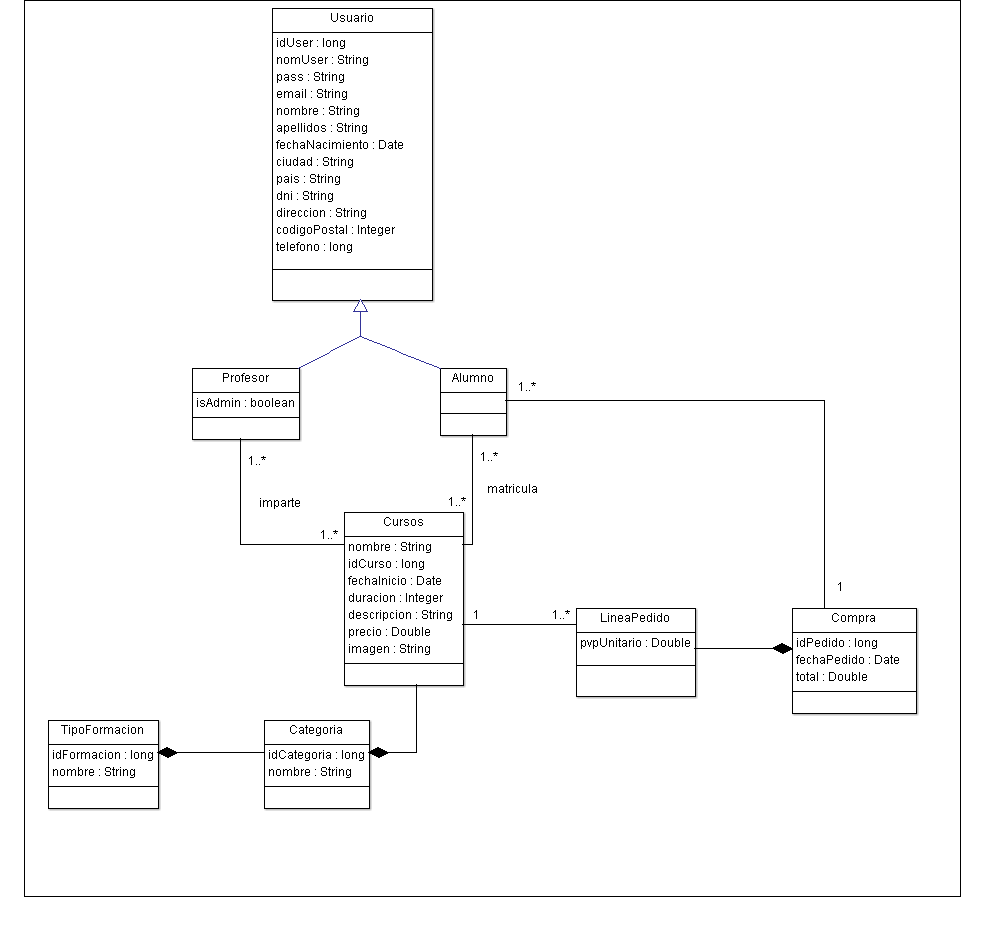 Usuario
idUser : long
nomUser : String
pass : String
email : String
nombre : String
apellidos : String
fechaNacimiento : Date
ciudad : String
pais : String
dni : String
direccion : String
codigoPostal : Integer
telefono : long
Profesor
isAdmin : boolean
Alumno
1..*
1..*
1..*
imparte
matricula
1..*
1..*
Cursos
nombre : String
idCurso : long
fechaInicio : Date
duracion : Integer
descripcion : String
precio : Double
imagen : String
1
1..*
LineaPedido
pvpUnitario : Double
1
Compra
idPedido : long
fechaPedido : Date
total : Double
TipoFormacion
idFormacion : long
nombre : String
Categoria
idCategoria : long
nombre : String